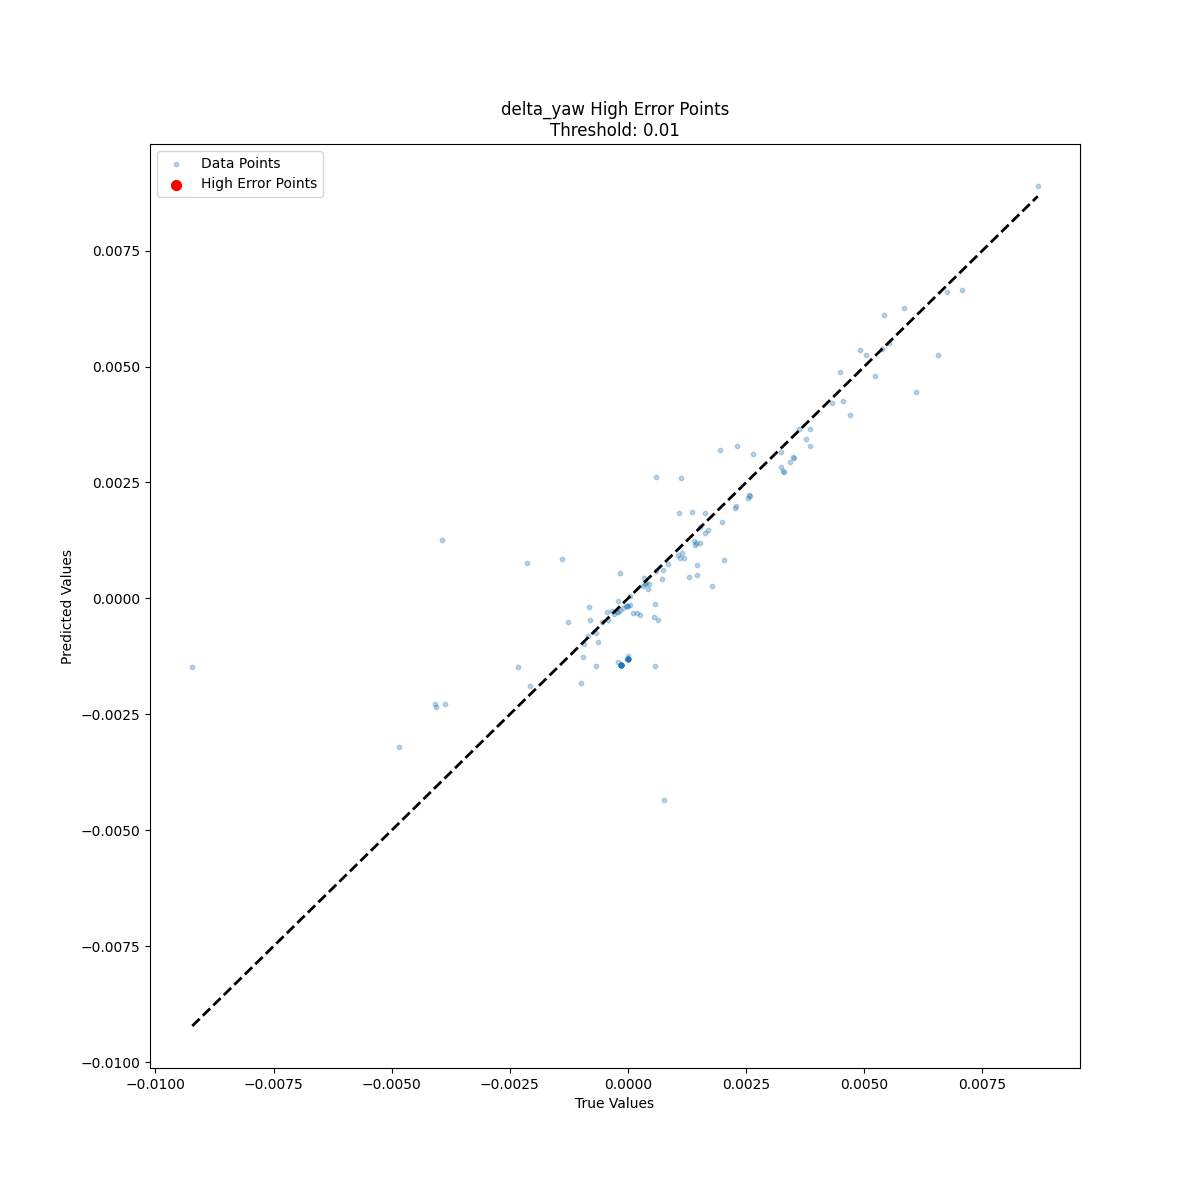 delta_yaw High Error Points
Threshold: 0.01
Data Points
High Error Points
0.0075
0.0050
0.0025
0.0000
−0.0025
−0.0050
−0.0075
−0.0100
Predicted Values
−0.0100 −0.0075 −0.0050 −0.0025 0.0000 0.0025 0.0050 0.0075
True Values